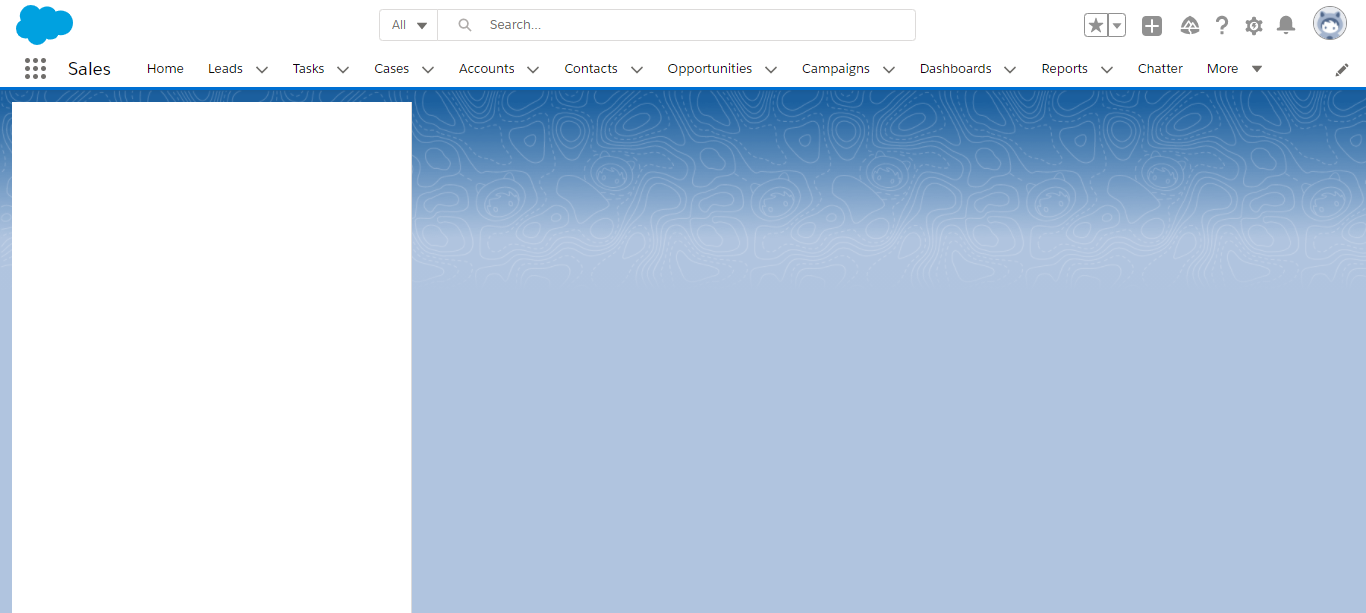 All
Search...
Sales
Home
Leads
Tasks
Cases
Accounts
Contacts
Opportunities
Campaigns
Dashboards
Reports
Chatter
More